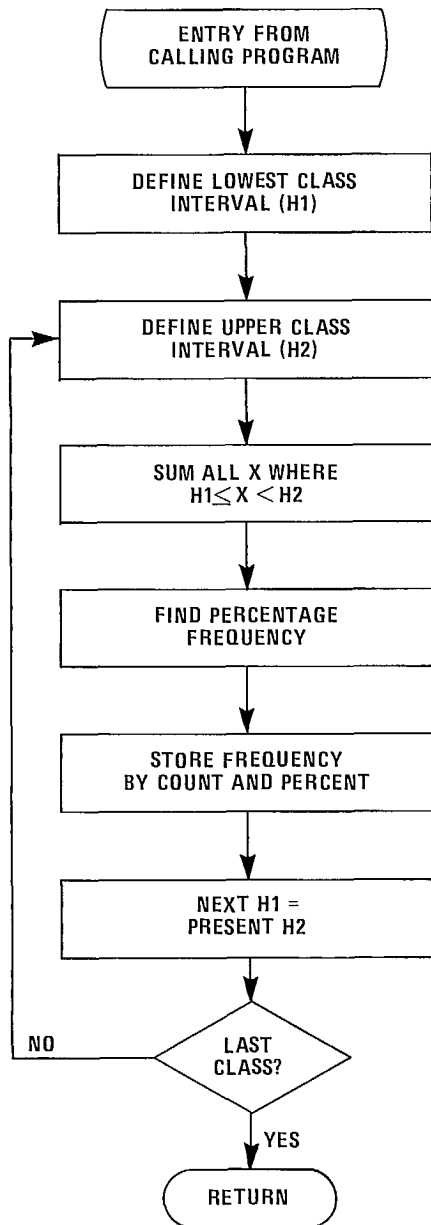 ENTRY FROM
CALLING PROGRAM
DEFINE LOWEST CLASS
INTERVAL (H1)
DEFINE UPPER CLASS
INTERVAL (H2)
SUM ALL X WHERE
H1≤X <H2
FIND PERCENTAGE
FREQUENCY
STORE FREQUENCY
BY COUNT AND PERCENT
NEXT H1 =
PRESENT H2
LAST
CLASS?
NO
YES
RETURN